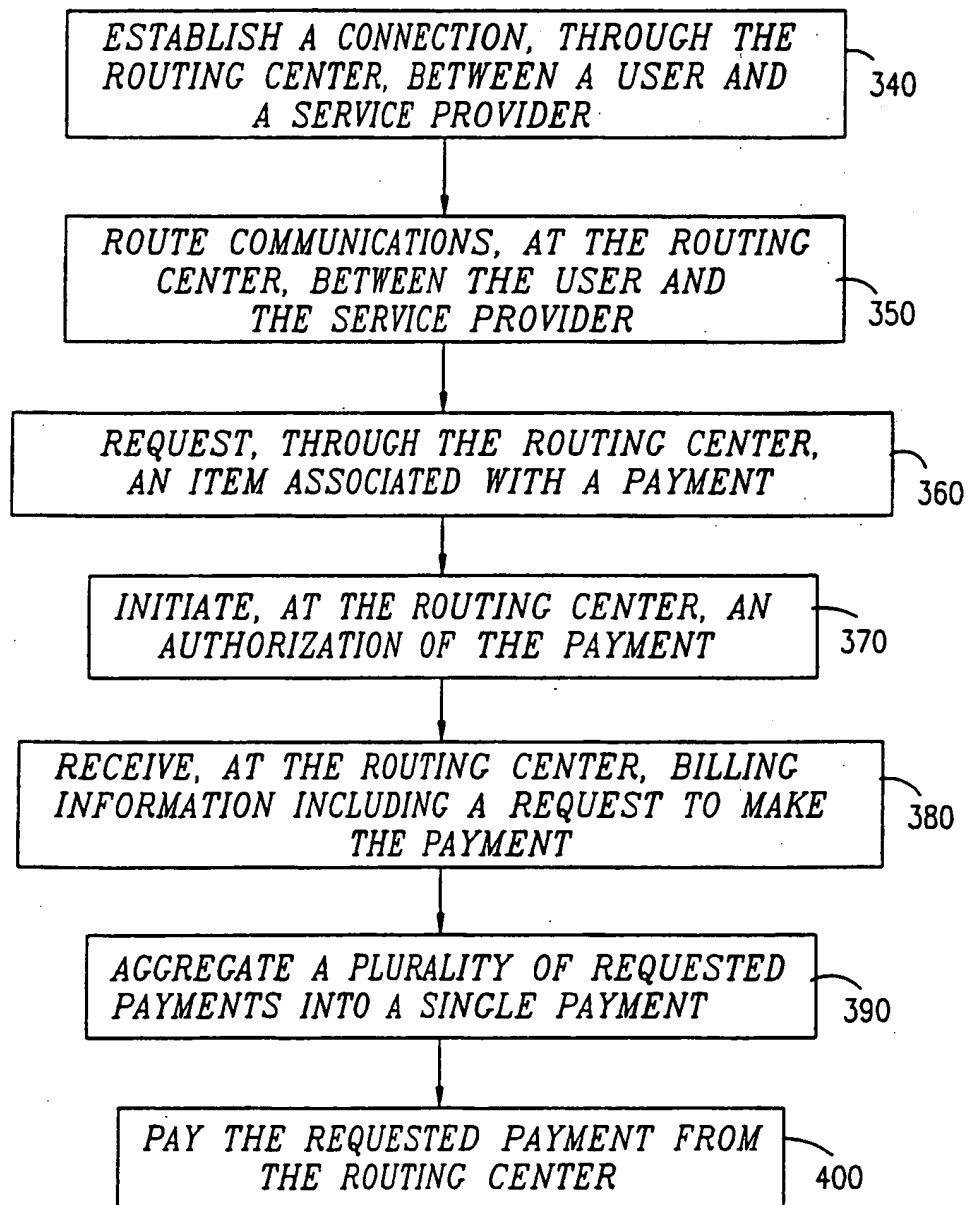 ESTABLISH A CONNECTION, THROUGH THE
ROUTING CENTER, BETWEEN A USER AND
A SERVICE PROVIDER
340
ROUTE COMMUNICATIONS, AT THE ROUTING
CENTER, BETWEEN THE USER AND
THE SERVICE PROVIDER
350
REQUEST, THROUGH THE ROUTING CENTER,
AN ITEM ASSOCIATED WITH A PAYMENT
360
INITIATE, AT THE ROUTING CENTER, AN
AUTHORIZATION OF THE PAYMENT
370
RECEIVE, AT THE ROUTING CENTER, BILLING
INFORMATION INCLUDING A REQUEST TO MAKE
THE PAYMENT
380
AGGREGATE A PLURALITY OF REQUESTED
PAYMENTS INTO A SINGLE PAYMENT
390
PAY THE REQUESTED PAYMENT FROM
THE ROUTING CENTER
400